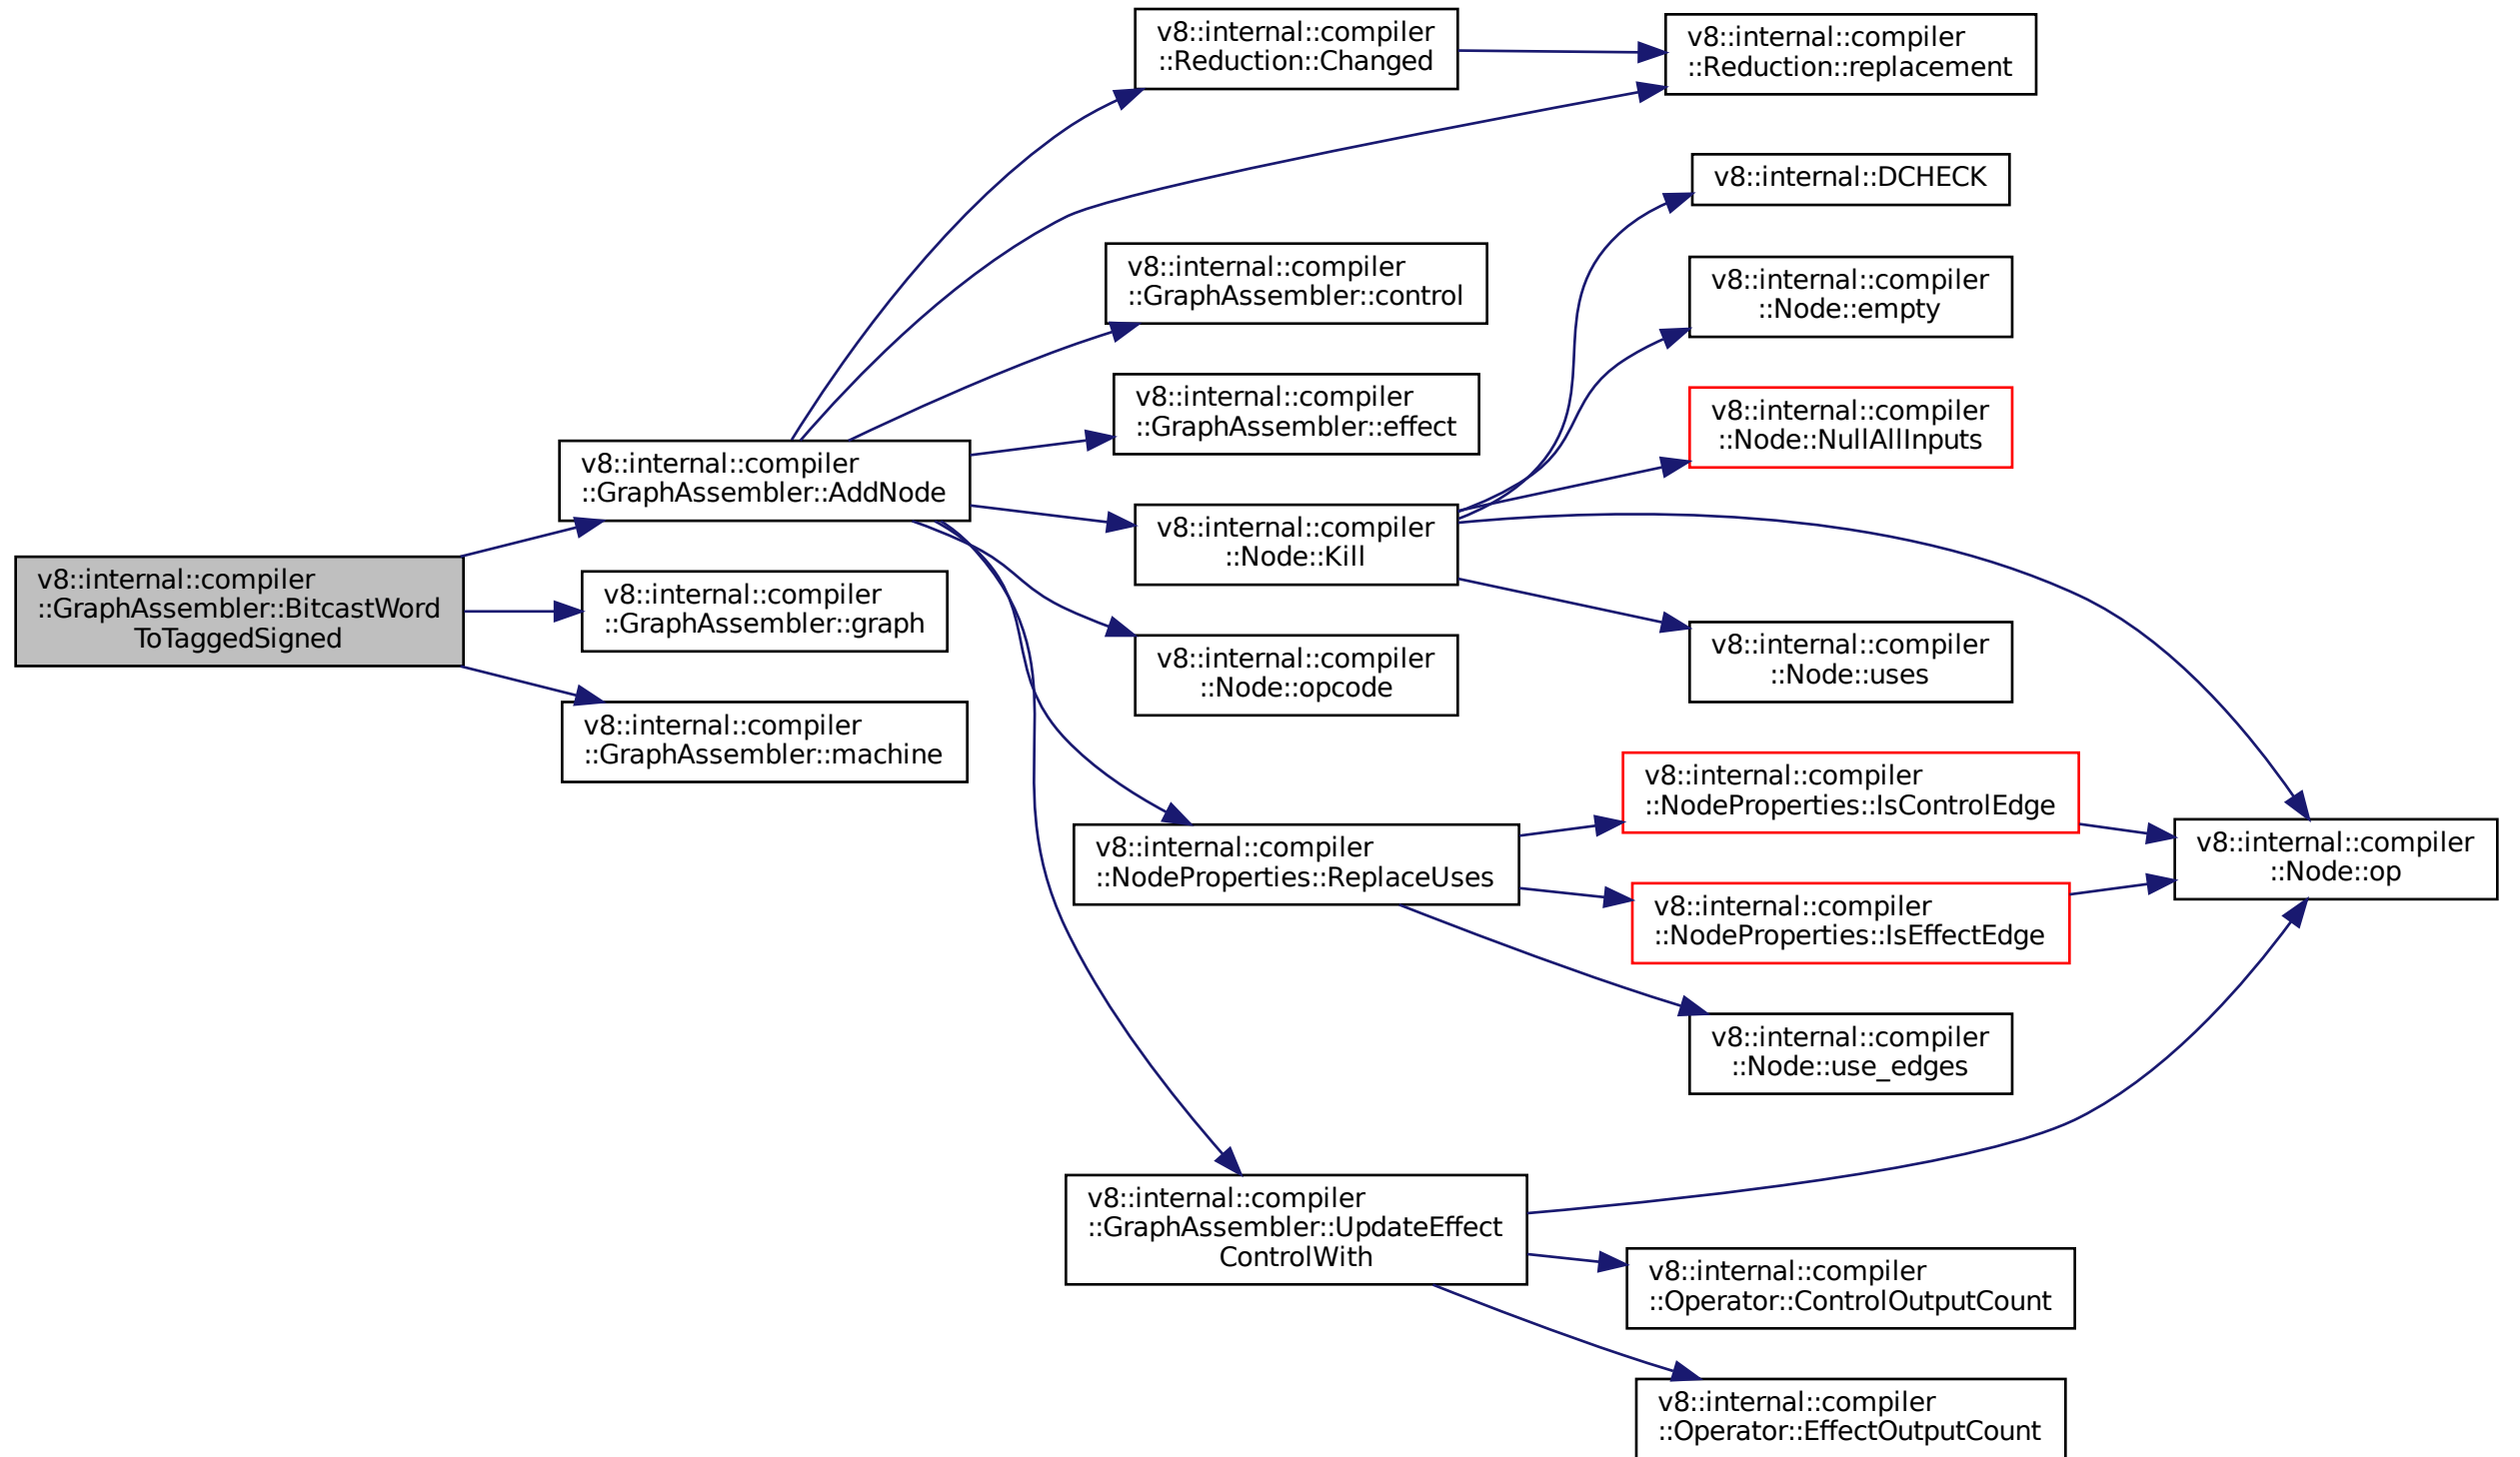 v8::internal::compiler
::GraphAssembler::BitcastWord
ToTaggedSigned
v8::internal::compiler
::GraphAssembler::AddNode
v8::internal::compiler
::GraphAssembler::graph
v8::internal::compiler
::GraphAssembler::machine
v8::internal::compiler
::Reduction::Changed
v8::internal::compiler
::GraphAssembler::control
v8::internal::compiler
::GraphAssembler::effect
v8::internal::compiler
::Node::Kill
v8::internal::compiler
::Node::opcode
v8::internal::compiler
::NodeProperties::ReplaceUses
v8::internal::compiler
::GraphAssembler::UpdateEffect
ControlWith
v8::internal::compiler
::Reduction::replacement
v8::internal::DCHECK
v8::internal::compiler
::Node::empty
v8::internal::compiler
::Node::NullAllInputs
v8::internal::compiler
::Node::uses
v8::internal::compiler
::NodeProperties::IsControlEdge
v8::internal::compiler
::NodeProperties::IsEffectEdge
v8::internal::compiler
::Node::use_edges
v8::internal::compiler
::Operator::ControlOutputCount
v8::internal::compiler
::Operator::EffectOutputCount
v8::internal::compiler
::Node::op